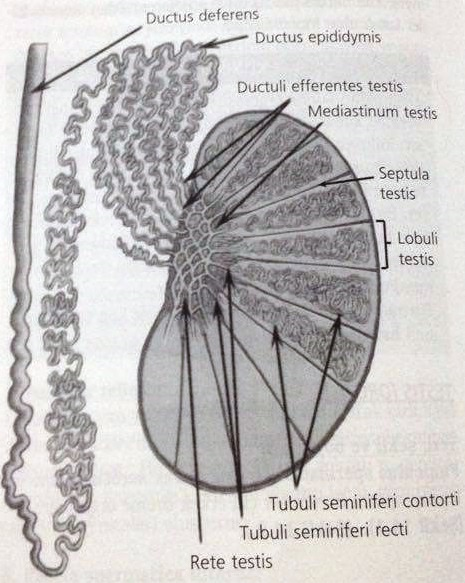 Ductus deferens
Ductus epididymis
Ductuli efferentes testis
Mediastinum testis
Septula
testis
Lobuli
testis
Tubuli seminiferi contorti
Tubuli seminiferi recti
Rete testis